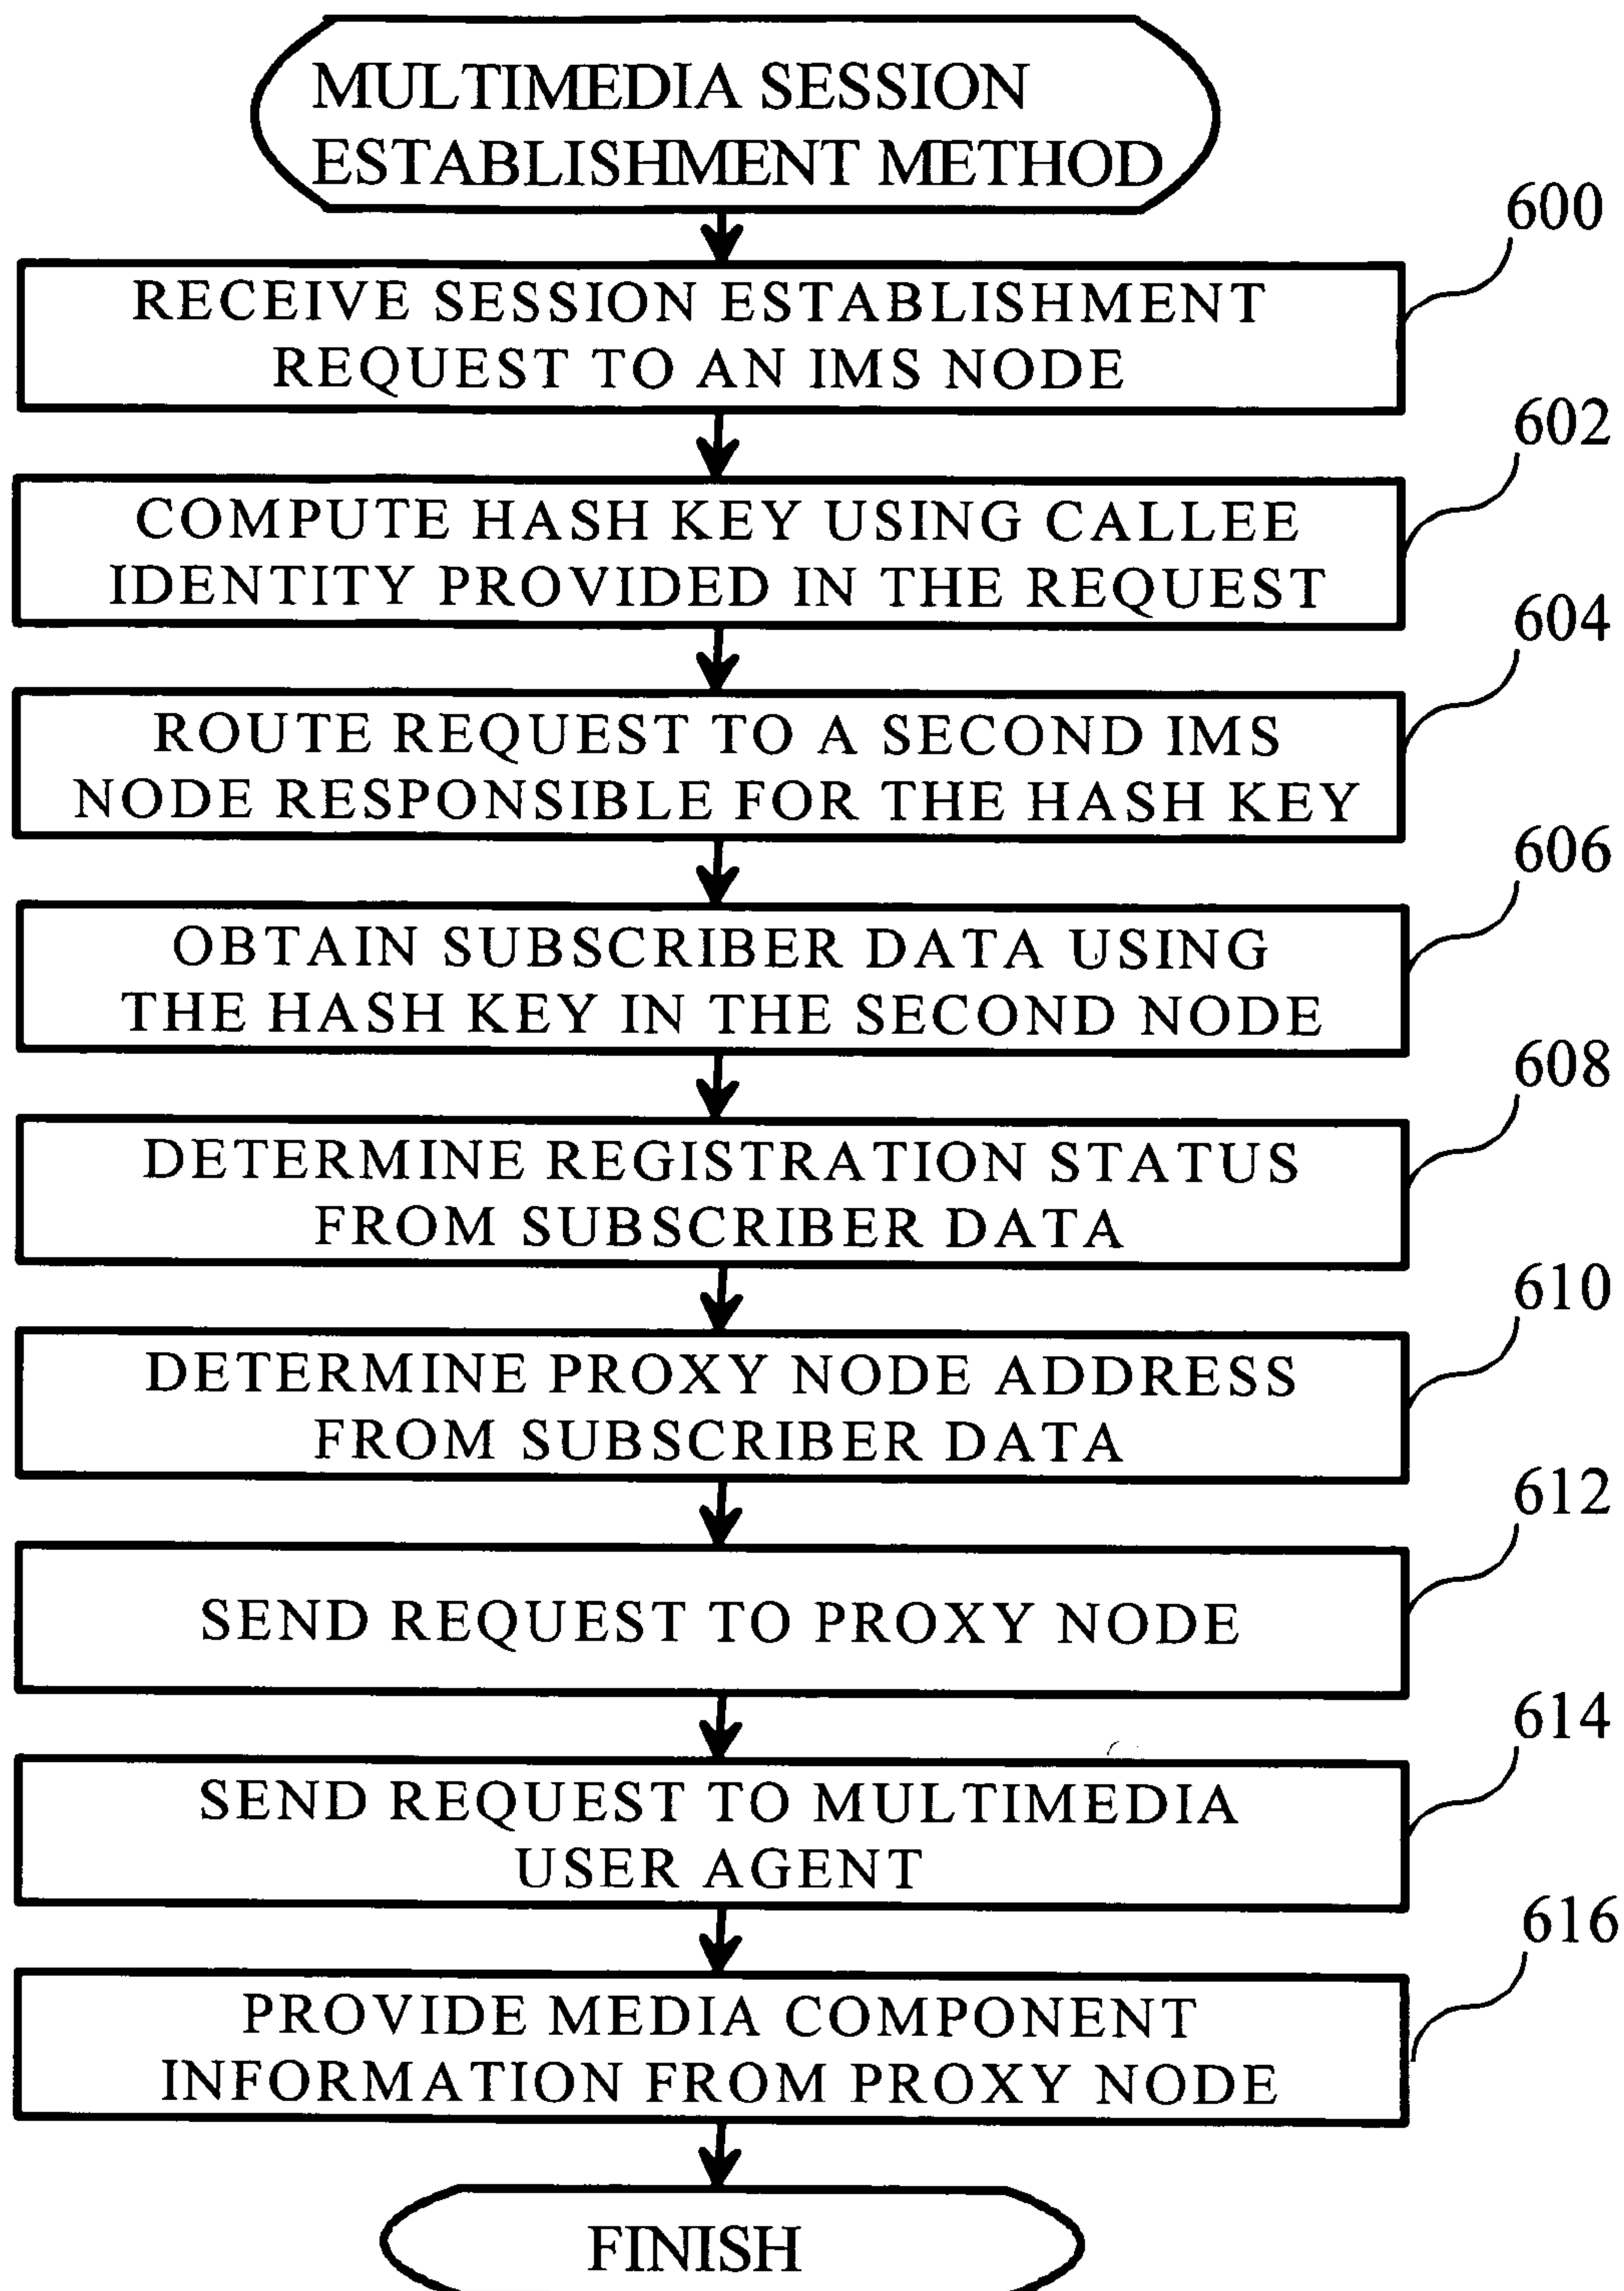 MULTIMEDIA SESSION
ESTABLISHMENT METHOD
600
RECEIVE SESSION ESTABLISHMENT
REQUEST TO AN IMS NODE
602
COMPUTE HASH KEY USING CALLEE
IDENTITY PROVIDED IN THE REQUEST
604
ROUTE REQUEST TO A SECOND IMS
NODE RESPONSIBLE FOR THE HASH KEY
606
OBTAIN SUBSCRIBER DATA USING
THE HASH KEY IN THE SECOND NODE
608
DETERMINE REGISTRATION STATUS
FROM SUBSCRIBER DATA
610
DETERMINE PROXY NODE ADDRESS
FROM SUBSCRIBER DATA
612
SEND REQUEST TO PROXY NODE
614
SEND REQUEST TO MULTIMEDIA
USER AGENT
616
PROVIDE MEDIA COMPONENT
INFORMATION FROM PROXY NODE
FINISH